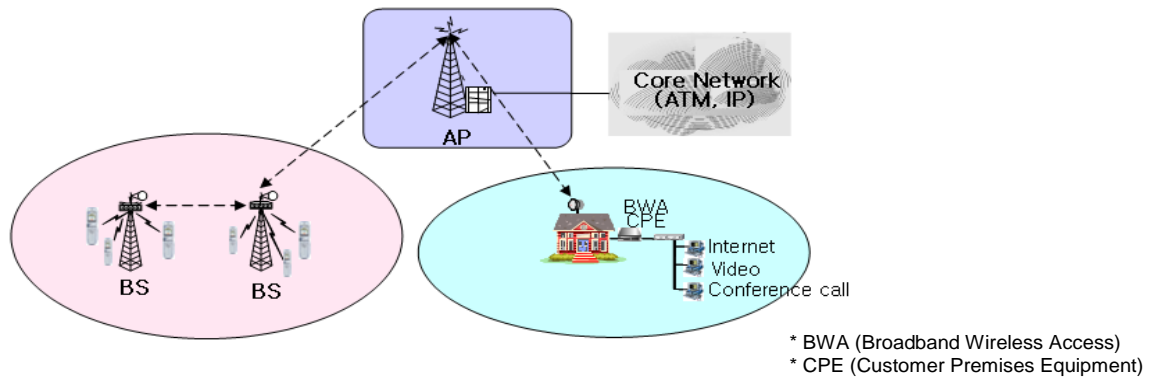 Core Network
(ATM, IP)
AP
BWA
CPE
Internet
Video
Conference call
BS
BS
* BWA (Broadband Wireless Access)
* CPE (Customer Premises Equipment)